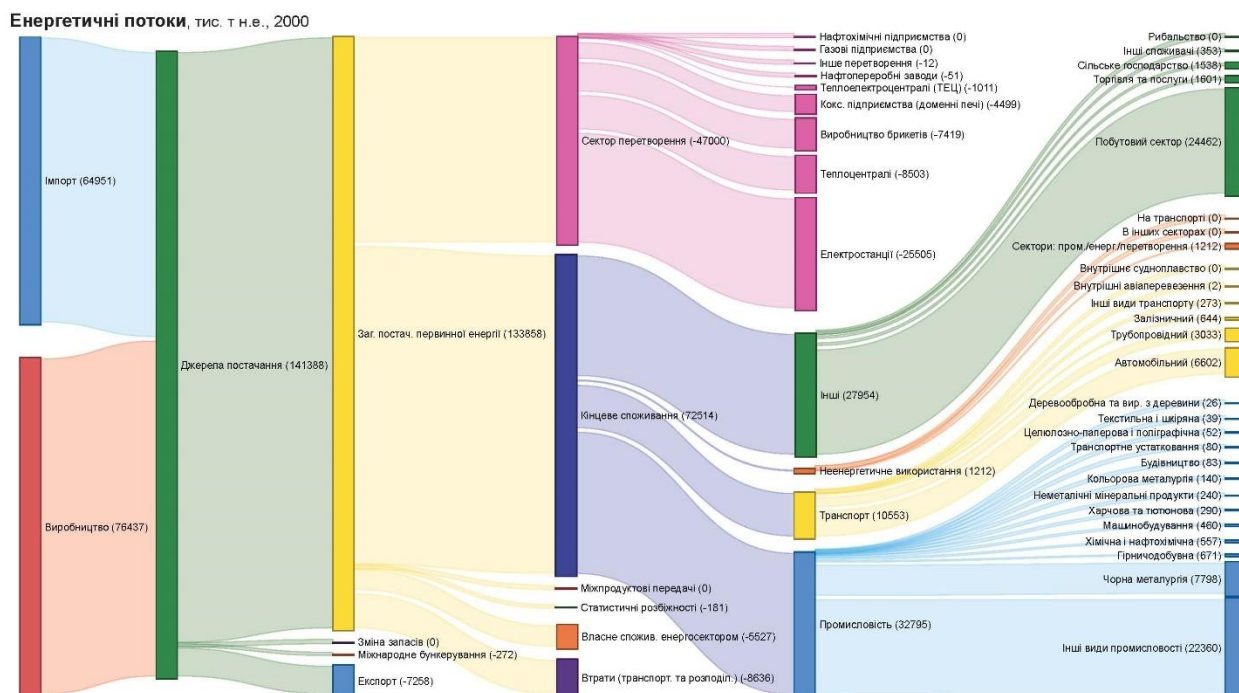 Енергетичні потоки, тис. т н.е., 2000
Імпорт (64951)
Виробництво (76437)
Джерела постачання (141388)
Заг. постач. первинної енергії (133858)
Зміна запасів (0)
Міжнародне бункерування (-272)
Експорт (-7258)
Сектор перетворення (-47000)
Кінцеве споживання (72514)
Міжпродуктові передачі (0)
Статистичні розбіжності (-181)
Власне спожив. енергосектором (-5527)
Втрати (транспорт. та розподіл.(-8636)
Нафтохімічні підприємства (0)
Газові підприємства (0)
Інше перетворення (-12)
Нафтопереробні заводи (-51)
Теплоелектроцентралі (ТЕЦ) (-1011)
Кокс. підприємства (доменні печі) (-4499)
Виробництво брикетів (-7419)
Теплоцентралі (-8503)
Електростанції (-25505)
Інші (27954)
Неенергетичне використання (1212)
Транспорт (10553)
Промисловість (32795)
Рибальство (0)
Інші споживачі (353)
Сільське господарство (1538)
Торгівля та послуги (1601)
Побутовий сектор (24462)
На транспорті (0)
В інших секторах (0)
Сектори: пром./енерг./перетворення (1212)
Внутрішнє судноплавство (0)
Внутрішні авіаперевезення (2)
Інші види транспорту (273)
Залізничний (644)
Трубопровідний (3033)
Автомобільний (6602)
Деревообробна та вир. з деревини (26)
Текстильна і шкіряна (39)
Целюлозно-паперова і поліграфічна (52)
Транспортне устатковання (80)
Будівництво (83)
Кольорова металургія (140)
Неметалічні мінеральні продукти (240)
Харчова та тютюнова (290)
Машинобудування (460)
Хімічна і нафтохімічна (557)
Гірничодобувна (671)
Чорна металургія (7798)
Інші види промисловості (22360)